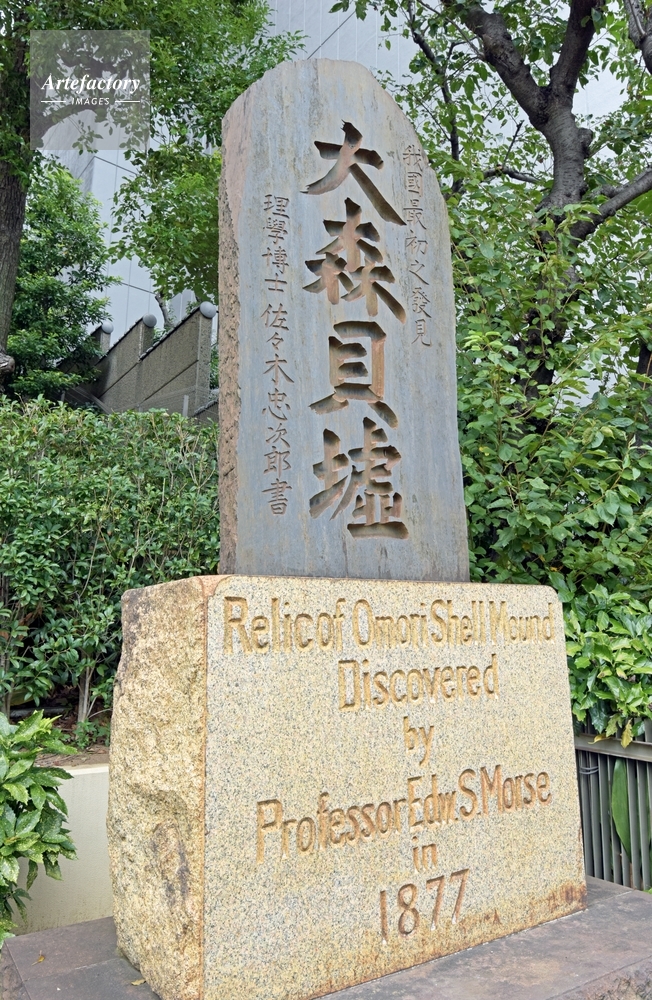 Artefactory
IMAGES
我國最初之發見
大森貝墟
理學博士 佐々木忠次郎書
Relic of Omori Shell Mound
Discovered
by
Professor Edw. S. Morse
in
1877